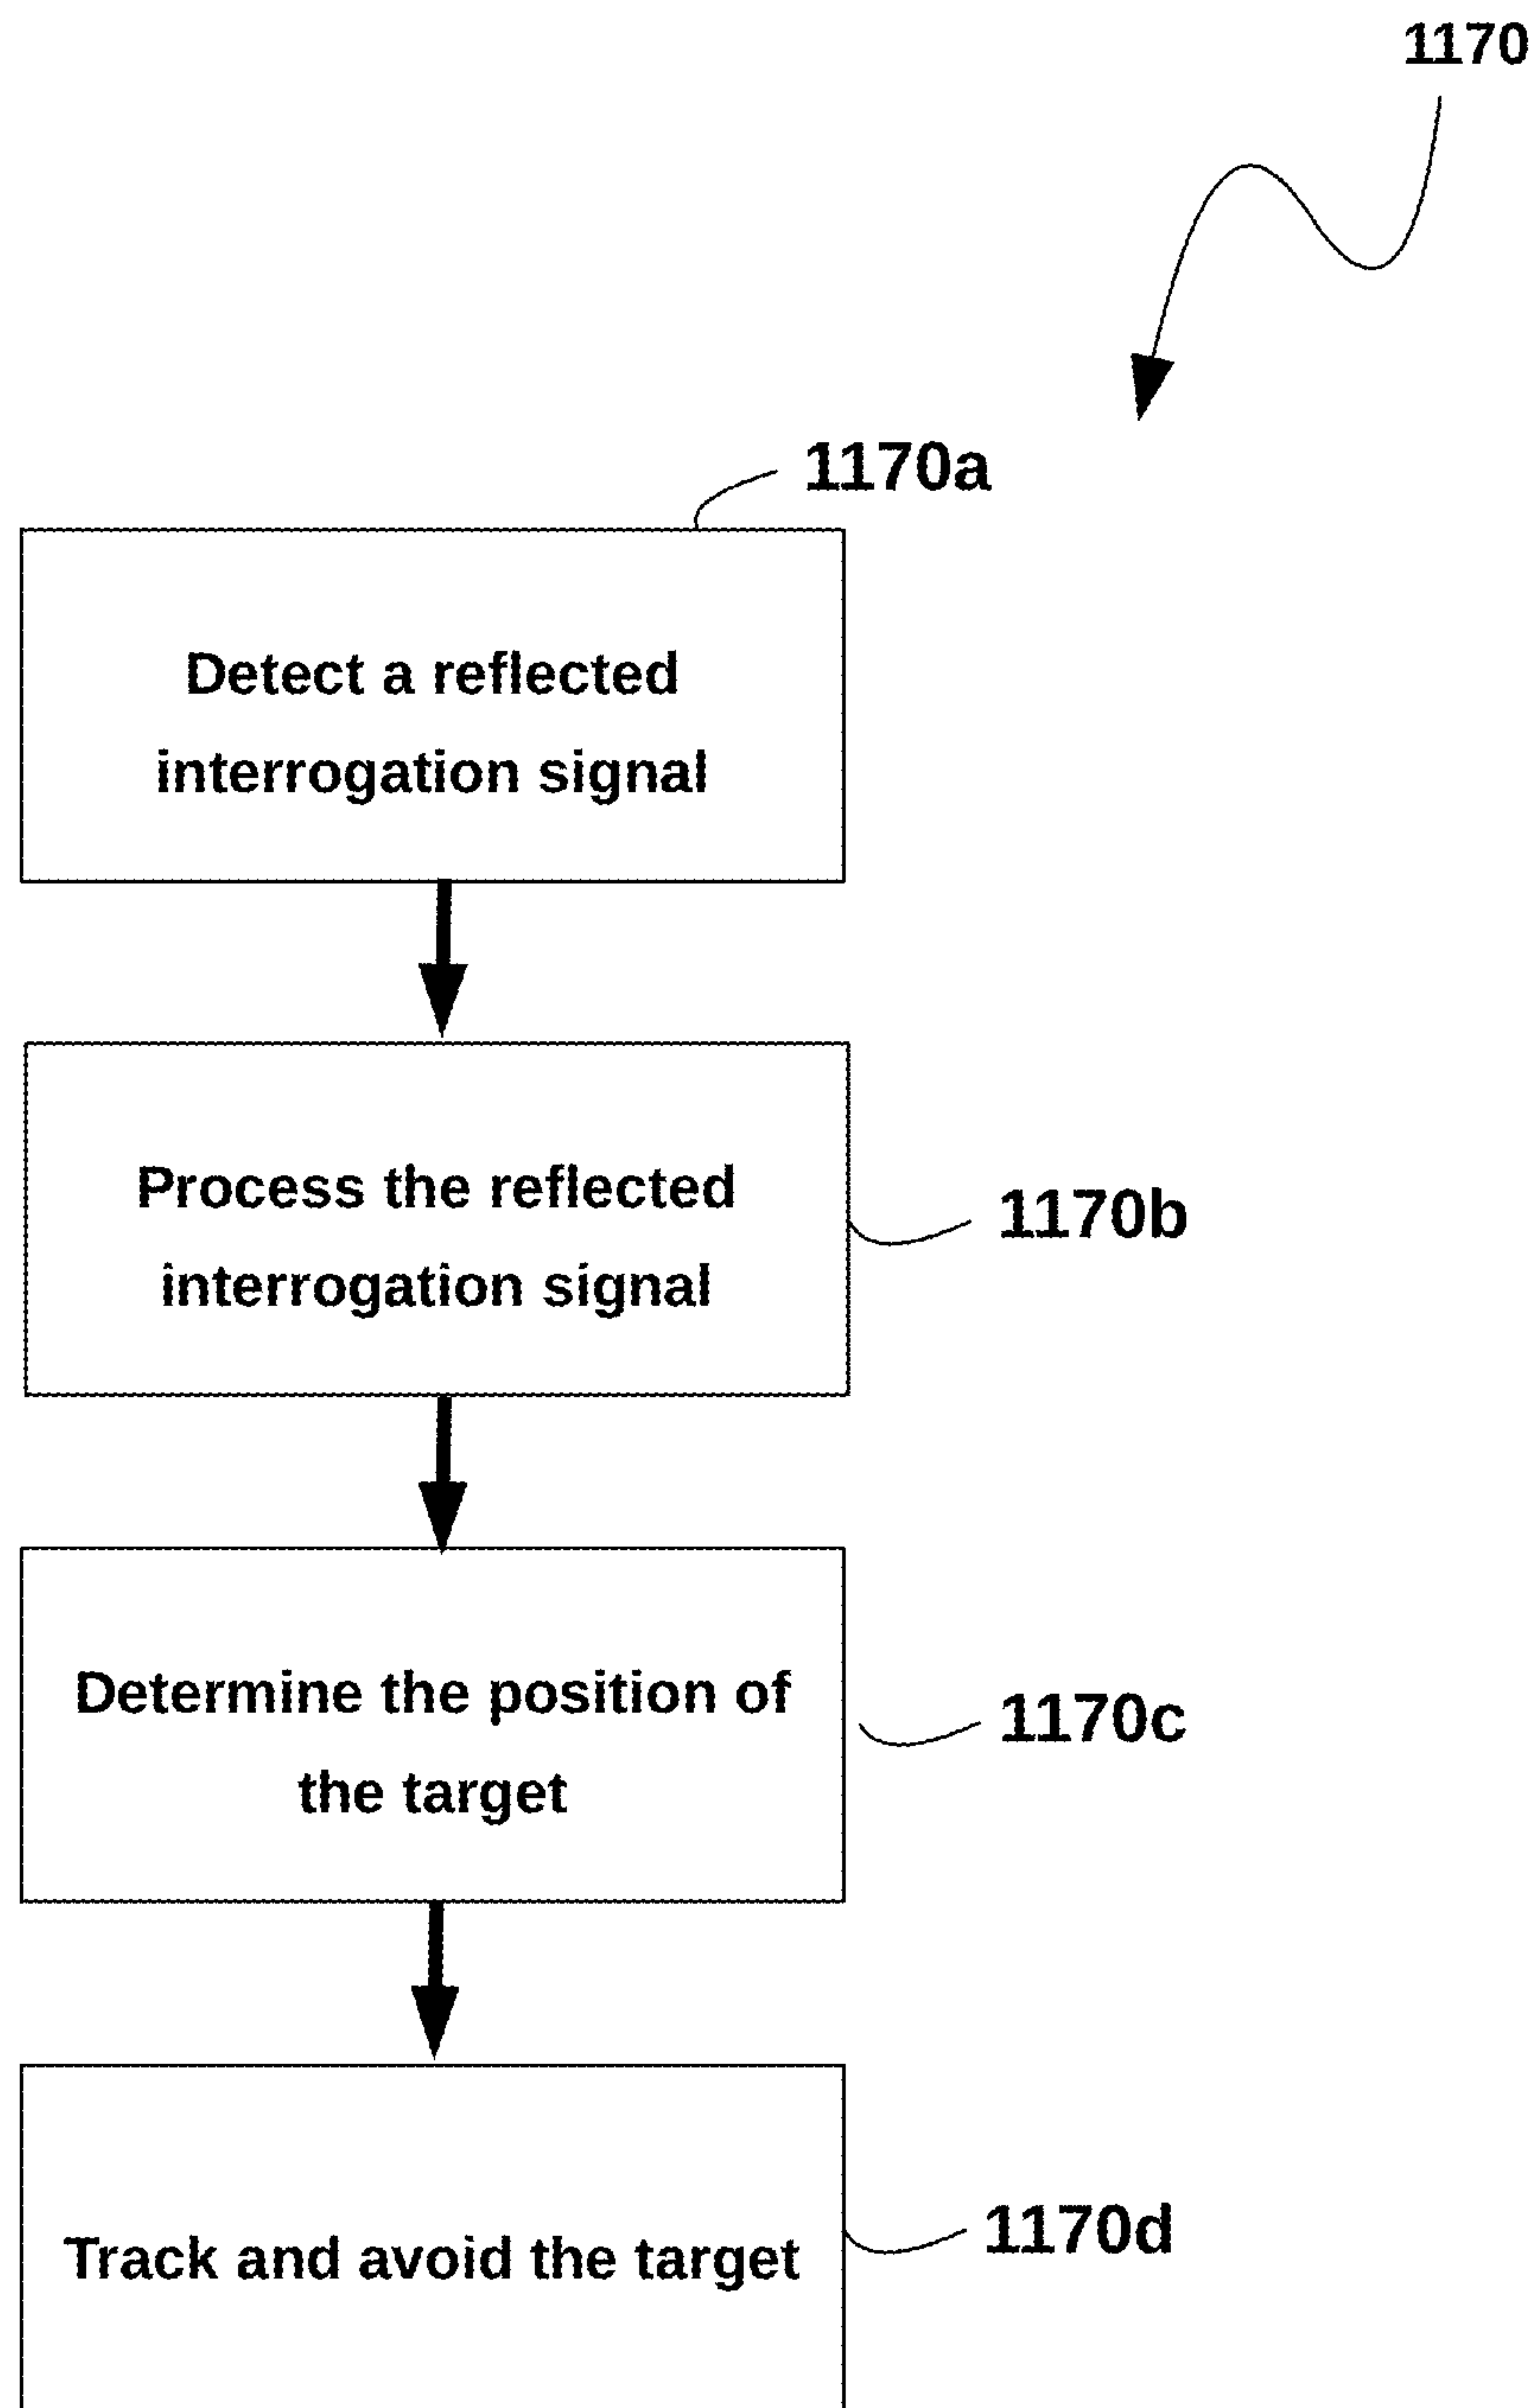 1170
1170a
Detect a reflected
interrogation signal
Process the reflected
interrogation signal
1170b
Determine the position of
the target
1170c
Track and avoid the target
1170d